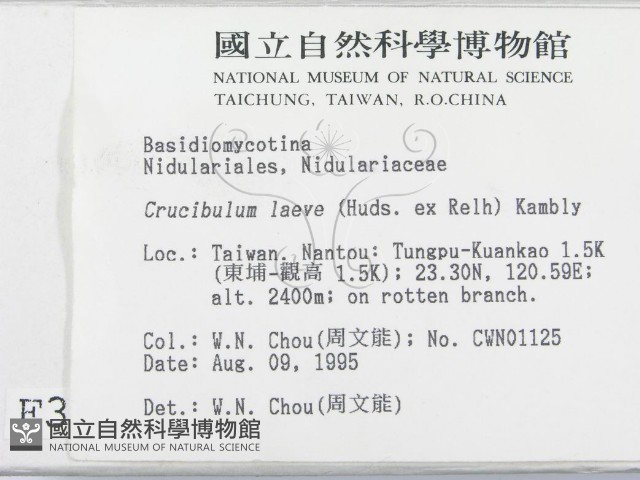 國立自然科學博物館
NATIONAL MUSEUM OF NATURAL SCIENCE
TAICHUNG, TAIWAN, R.O.CHINA
Basidiomycotina
Nidulariales, Nidulariaceae
Crucibulum laeve (Huds. ex Relh) Kambly
Loc.: Taiwan. Nantou: Tungpu-Kuankao 1.5K
(東埔-觀高 1.5K); 23.30N, 120.59E;
alt. 2400m; on rotten branch.
Col.: W.N. Chou(周文能); No. CWN01125
Date: Aug. 09, 1995
Det.: W.N. Chou(周文能)
國立自然科學博物館
NATIONAL MUSEUM OF NATURAL SCIENCE